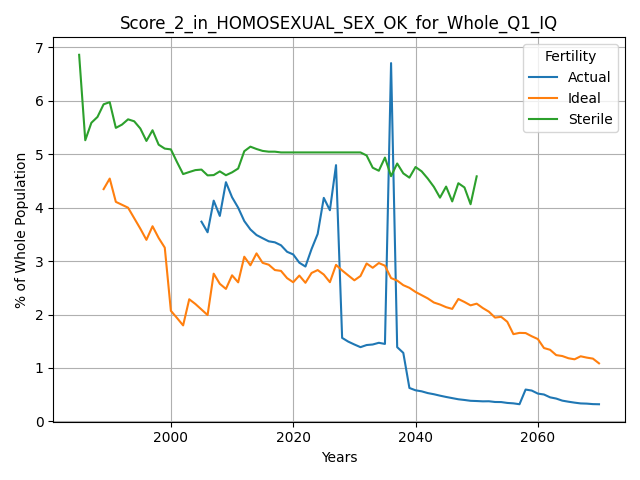 Score_2_in_HOMOSEXUAL_SEX_OK_for_Whole_Q1_IQ
Fertility
Actual
Ideal
Sterile
% of Whole Population
7
6
5
4
3
2
1
0
2000 2020 2040 2060
Years